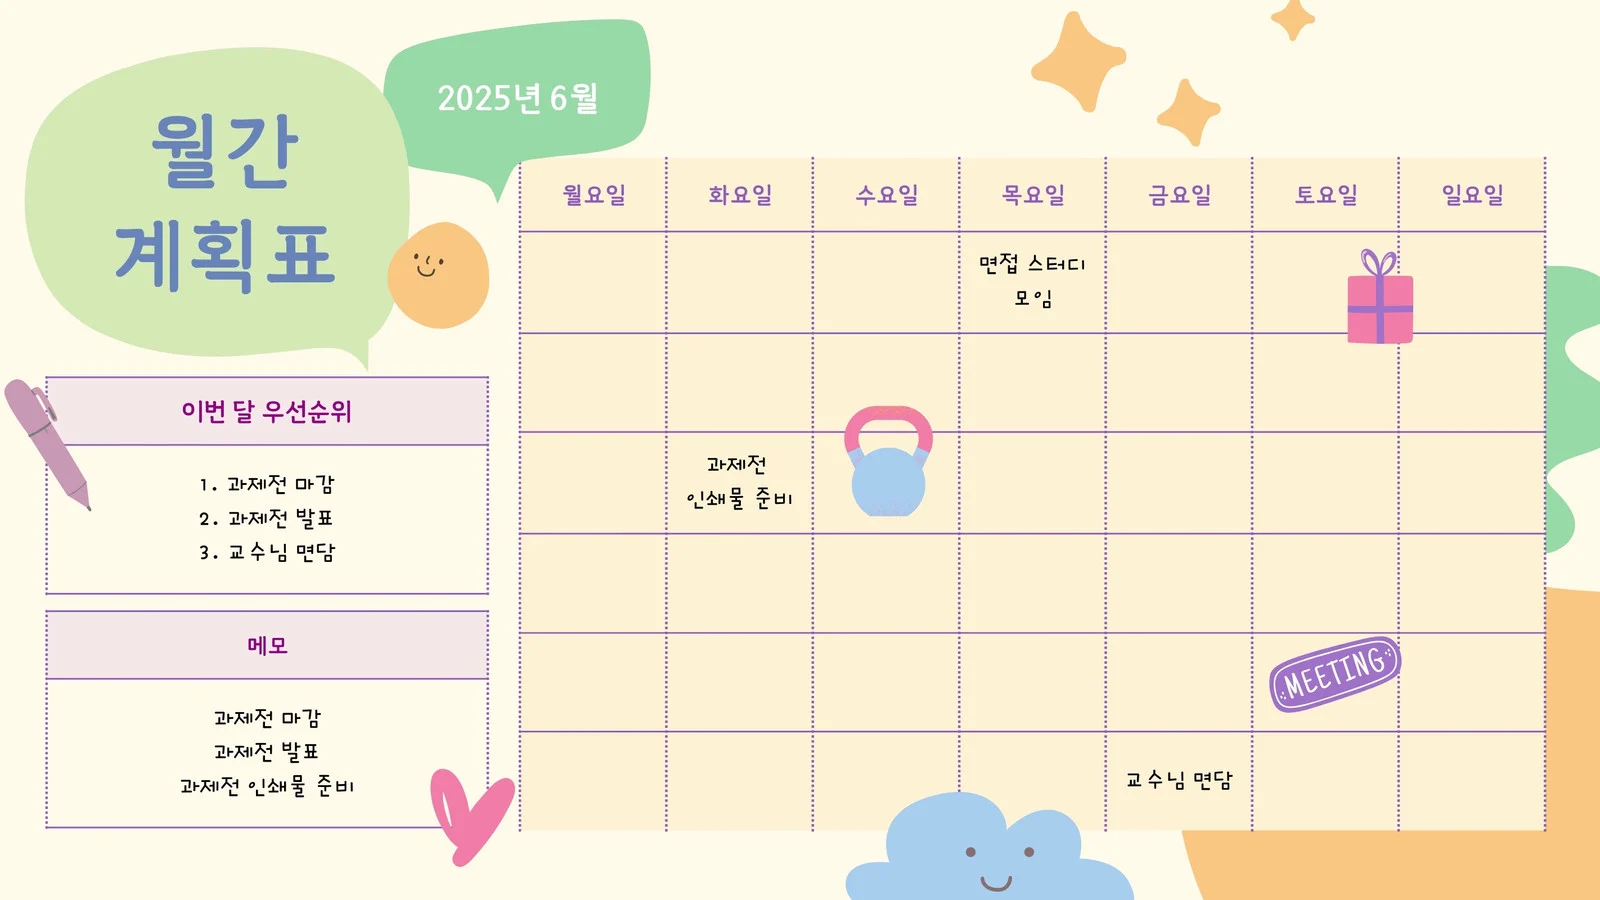 월간
계획표
2025년 6월
이번 달 우선순위
1. 과제전 마감
2. 과제전 발표
3. 교수님 면담
메모
과제전 마감
과제전 발표
과제전 인쇄물 준비
월요일 화요일 수요일 목요일 금요일 토요일 일요일
면접 스터디
모임
과제전
인쇄물 준비
MEETING
교수님 면담